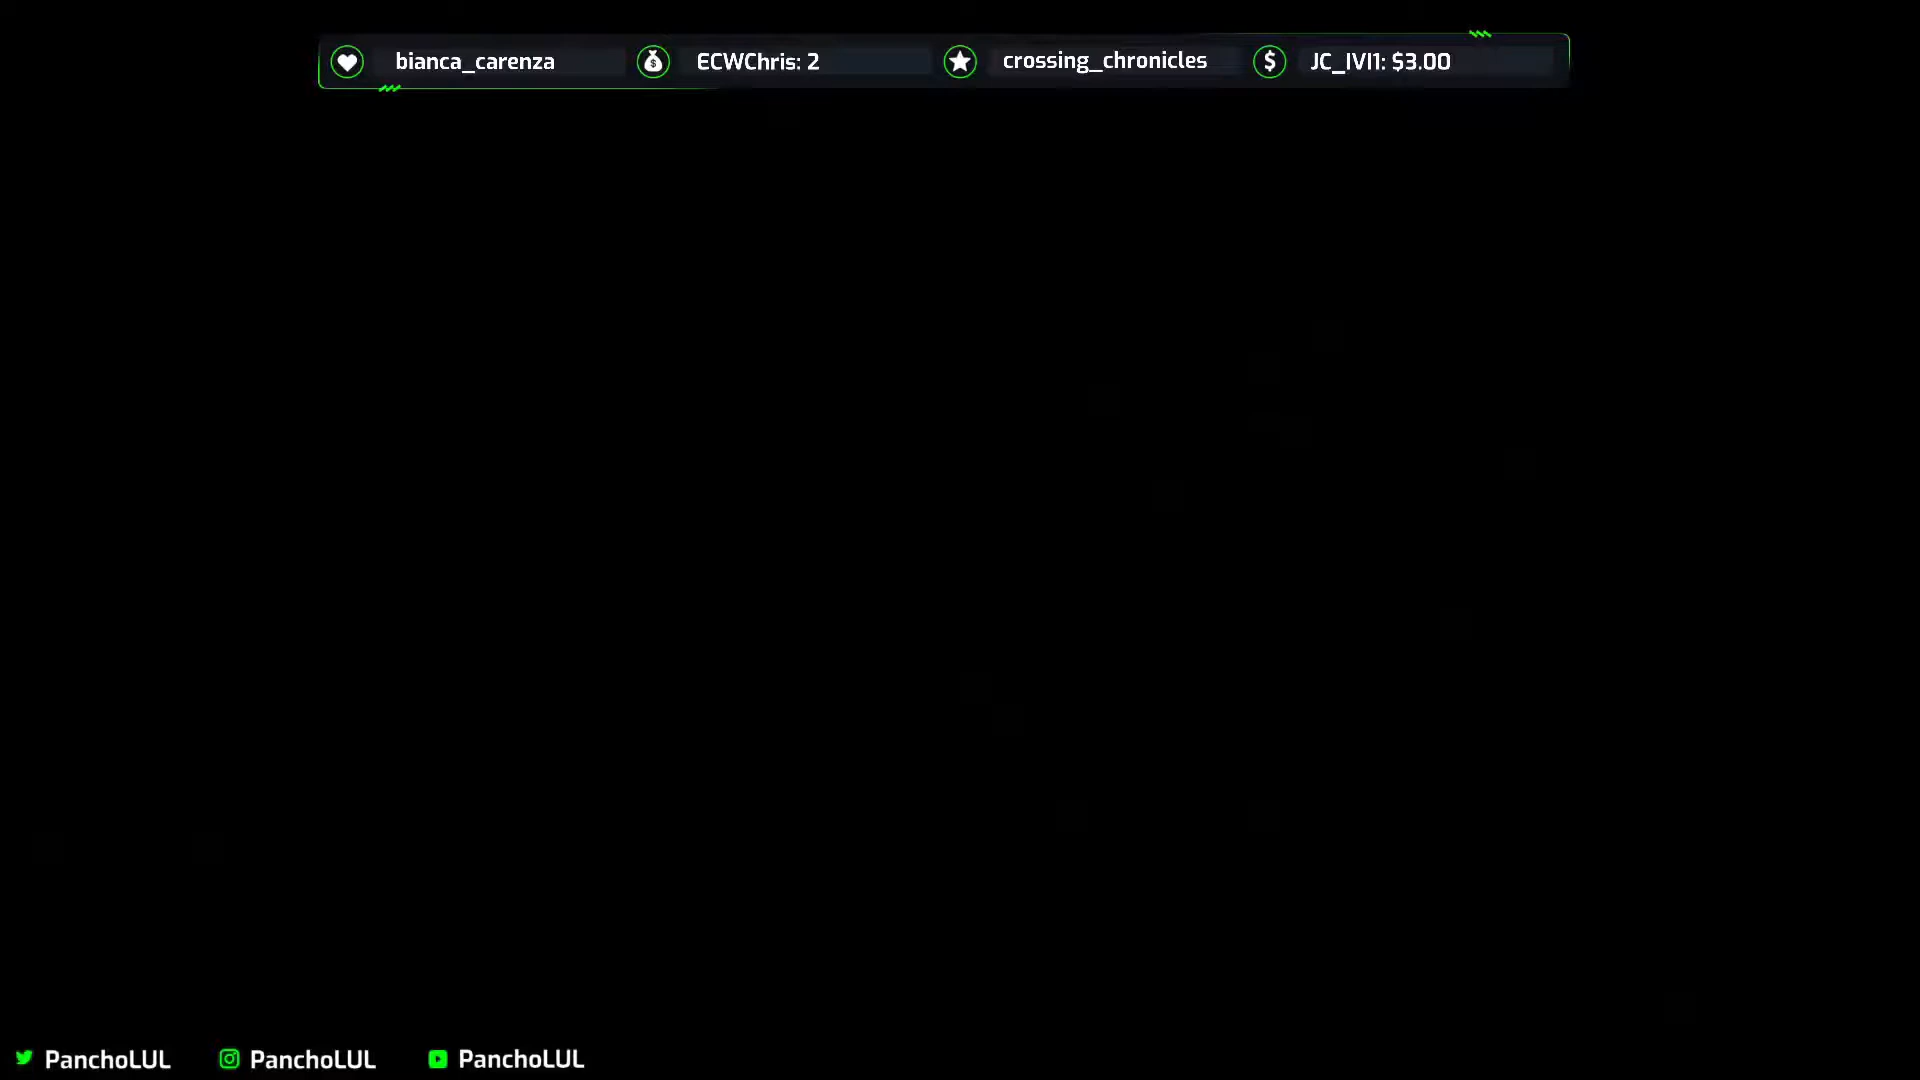 bianca_carenza ECWChris: 2 crossing_chronicles JC_IVI1: $3.00
PanchoLUL PanchoLUL PanchoLUL